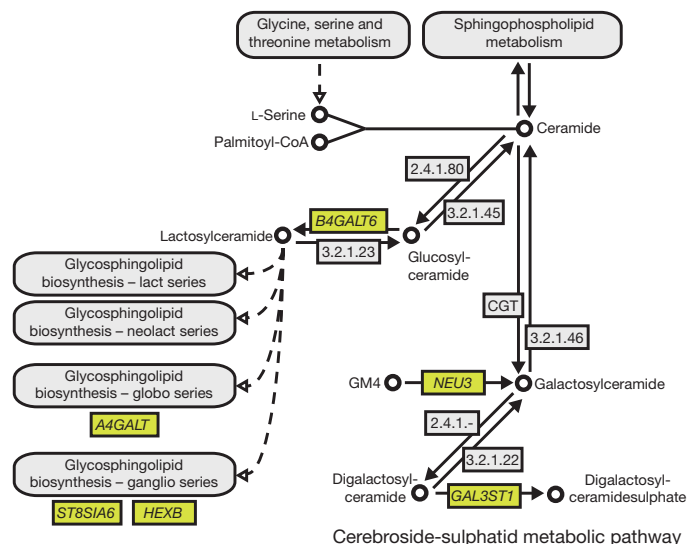 Glycine, serine and
threonine metabolism
Sphingophospholipid
metabolism
L-Serine
Palmitoyl-CoA
Ceramide
2.4.1.80
3.2.1.45
B4GALT6
Lactosylceramide
3.2.1.23
Glucosyl-
ceramide
Glycosphingolipid
biosynthesis – lact series
Glycosphingolipid
biosynthesis – neolact series
CGT
3.2.1.46
Glycosphingolipid
biosynthesis – globo series
A4GALT
GM4
NEU3
Galactosylceramide
2.4.1.-
3.2.1.22
Glycosphingolipid
biosynthesis – ganglio series
ST8SIA6
HEXB
Digalactosyl-
ceramide
GAL3ST1
Digalactosyl-
ceramidesulphate
Cerebroside-sulphatid metabolic pathway